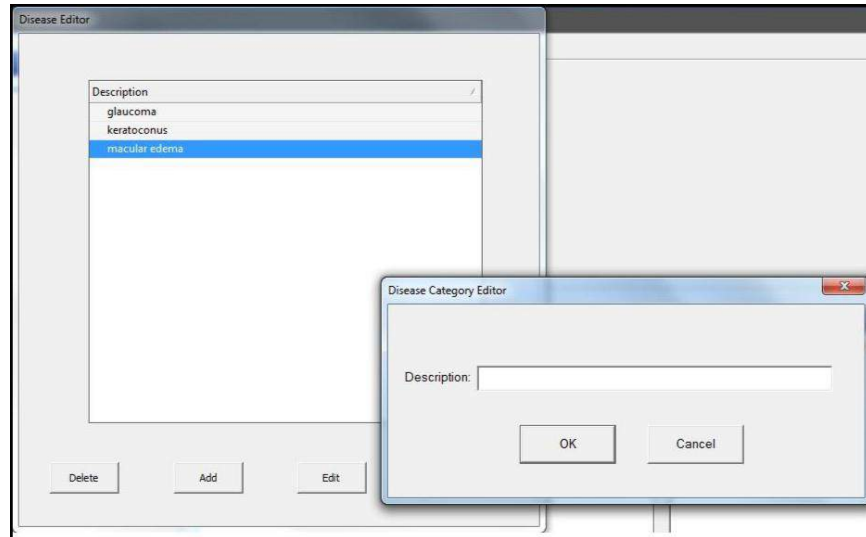 Disease Editor
Description
glaucoma
keratoconus
macular edema
Disease Category Editor
Description:
OK Cancel
Delete Add Edit